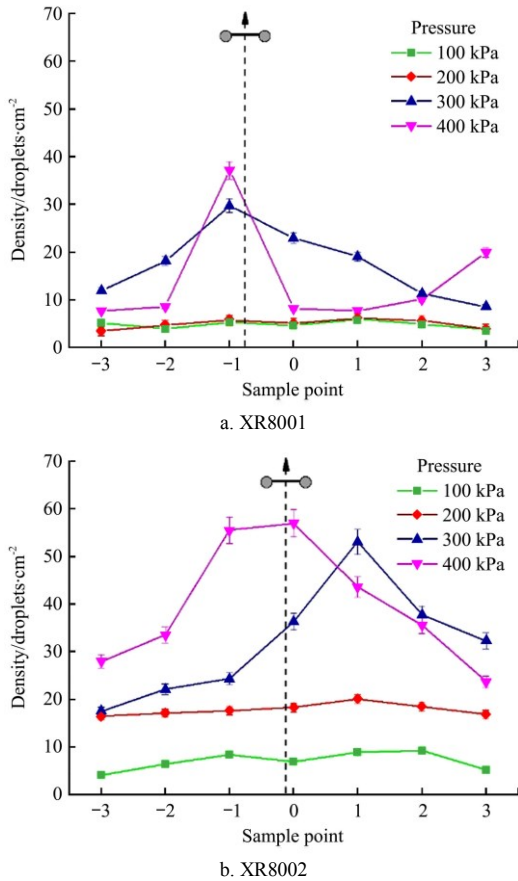 70
60
50
40
30
20
10
0
Density/droplets·cm⁻²
Pressure
100 kPa
200 kPa
300 kPa
400 kPa
−3 −2 −1 0 1 2 3
Sample point
a. XR8001
70
60
50
40
30
20
10
0
Density/droplets·cm⁻²
Pressure
100 kPa
200 kPa
300 kPa
400 kPa
−3 −2 −1 0 1 2 3
Sample point
b. XR8002